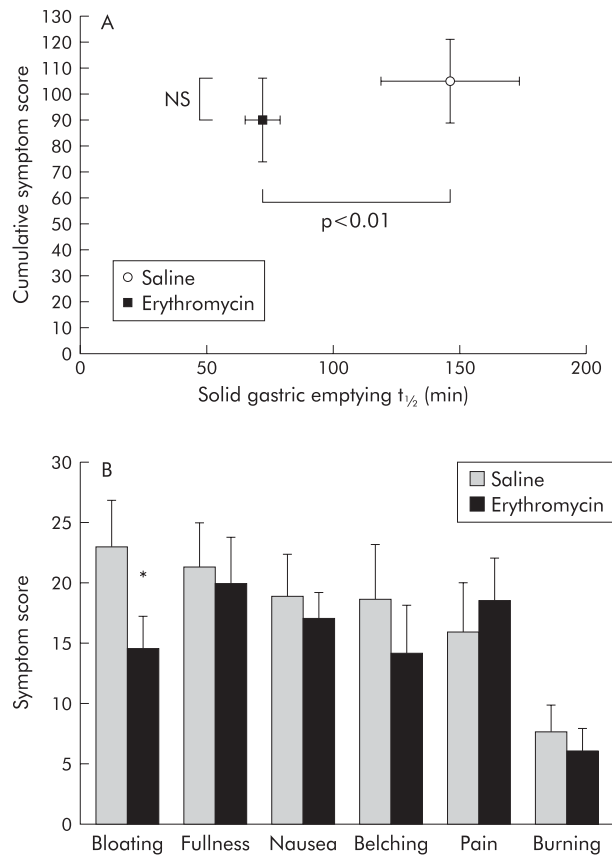 A
130
120
110
100
90
80
70
60
50
40
30
20
10
0
Cumulative symptom score
NS
p<0.01
Saline
Erythromycin
0 50 100 150 200
Solid gastric emptying t½ (min)
B
30
25
20
15
10
5
0
Symptom score
*
Saline
Erythromycin
Bloating Fullness Nausea Belching Pain Burning